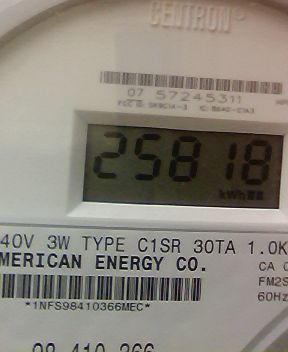 CENTRON®
07 57245311
25818
kWh
40V 3W TYPE C1SR 30TA 1.0K
MERICAN ENERGY CO.
CA 0
FM2S
60Hz
*1NFS98410366MEC*
98 410 366